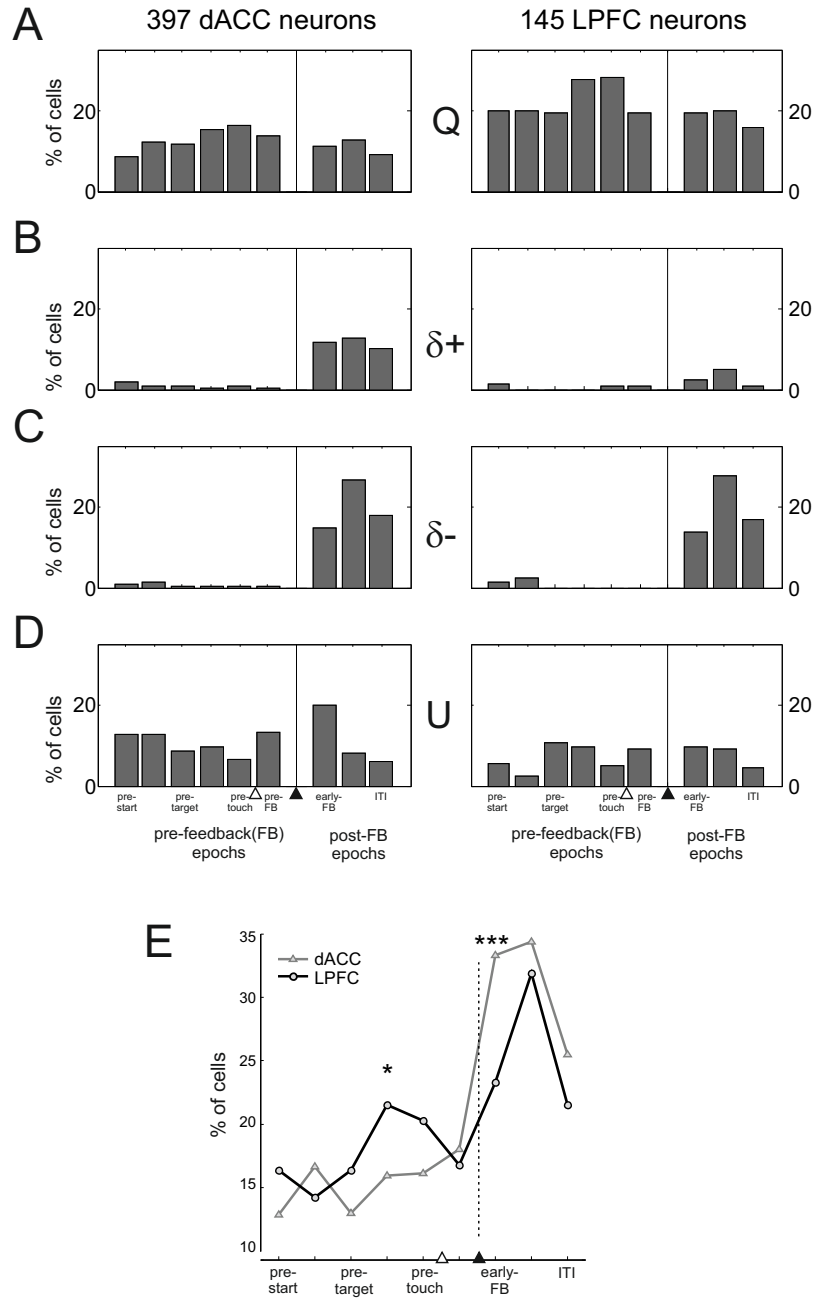 A
397 dACC neurons
145 LPFC neurons
% of cells
20
0
Q
20
0
B
% of cells
20
0
δ+
20
0
C
% of cells
20
0
δ-
20
0
D
% of cells
20
0
U
20
0
pre-
start
pre-
target
pre-
touch
pre-
FB
early-
FB
ITI
pre-feedback(FB)
epochs
post-FB
epochs
pre-
start
pre-
target
pre-
touch
pre-
FB
early-
FB
ITI
pre-feedback(FB)
epochs
post-FB
epochs
E
% of cells
35
30
25
20
15
10
dACC
LPFC
*
***
pre-
start
pre-
target
pre-
touch
early-
FB
ITI